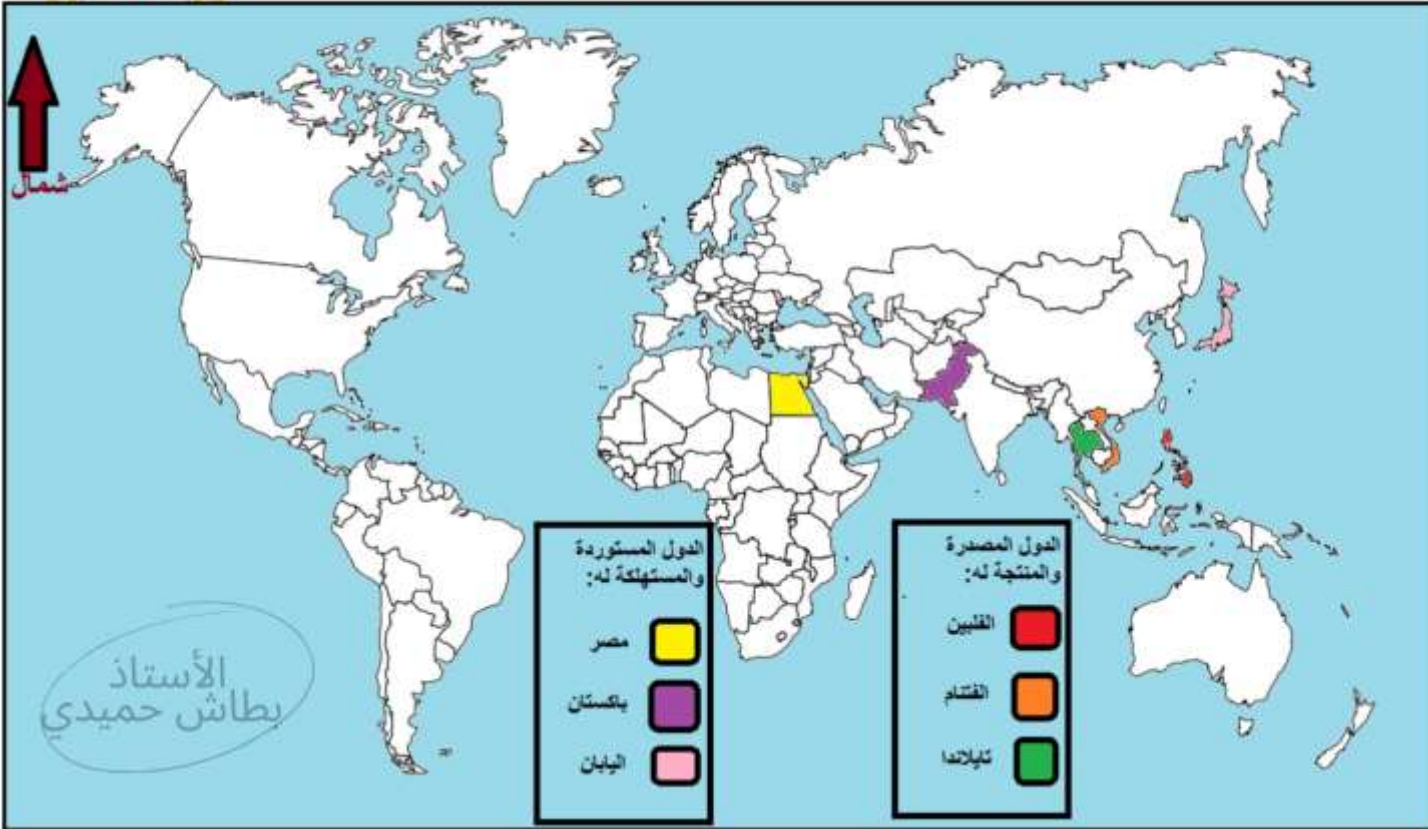 شمال
الدول المصدرة
والمنتجة له:
الفلبين
الفتنام
تايلاندا
الدول المستوردة
والمستهلكة له:
مصر
باكستان
اليابان
الأستاذ
بطاش حميدي